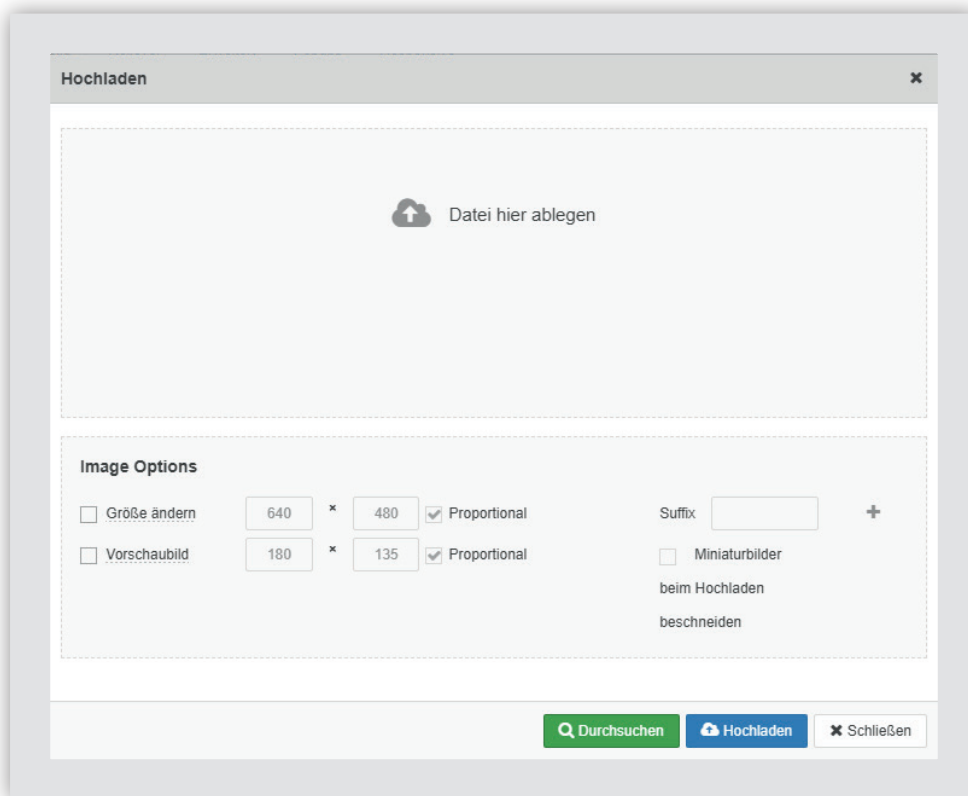 Hochladen
Datei hier ablegen
Image Options
Größe ändern 640 × 480 Proportional Suffix
Vorschaubild 180 × 135 Proportional Miniaturbilder
beim Hochladen
beschneiden
Durchsuchen Hochladen Schließen